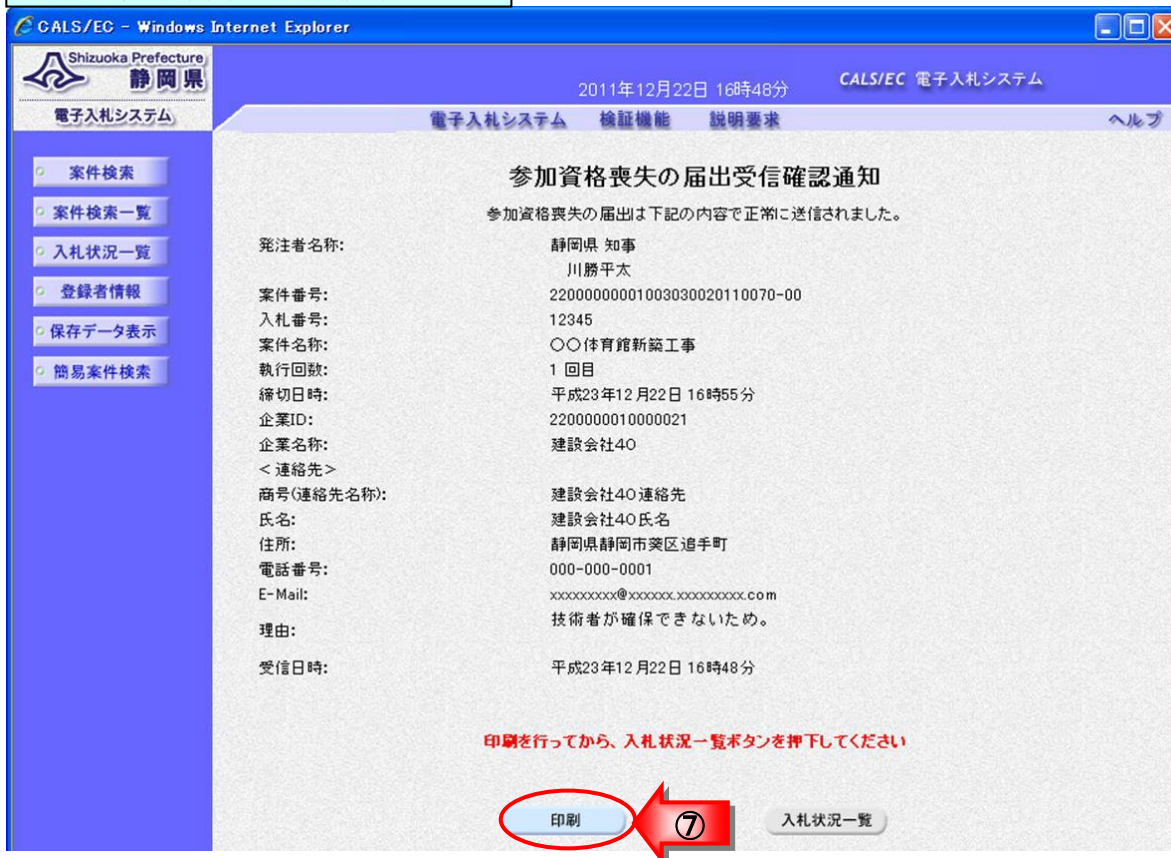 CALS/EC - Windows Internet Explorer
Shizuoka Prefecture
静岡県
電子入札システム
2011年12月22日 16時48分
CALS/EC 電子入札システム
電子入札システム 検証機能 説明要求 ヘルプ
案件検索
案件検索一覧
入札状況一覧
登録者情報
保存データ表示
簡易案件検索
参加資格喪失の届出受信確認通知
参加資格喪失の届出は下記の内容で正常に送信されました。
発注者名称: 静岡県 知事
川勝平太
案件番号: 22000000001003030020110070-00
入札番号: 12345
案件名称: ○○体育館新築工事
執行回数: 1 回目
締切日時: 平成23年12月22日 16時55分
企業ID: 2200000010000021
企業名称: 建設会社40
<連絡先>
商号(連絡先名称): 建設会社40連絡先
氏名: 建設会社40氏名
住所: 静岡県静岡市葵区追手町
電話番号: 000-000-0001
E-Mail: xxxxxxxxx@xxxxxx.xxxxxxxxx.com
理由: 技術者が確保できないため。
受信日時: 平成23年12月22日 16時48分
印刷を行ってから、入札状況一覧ボタンを押下してください
印刷 ⑦ 入札状況一覧